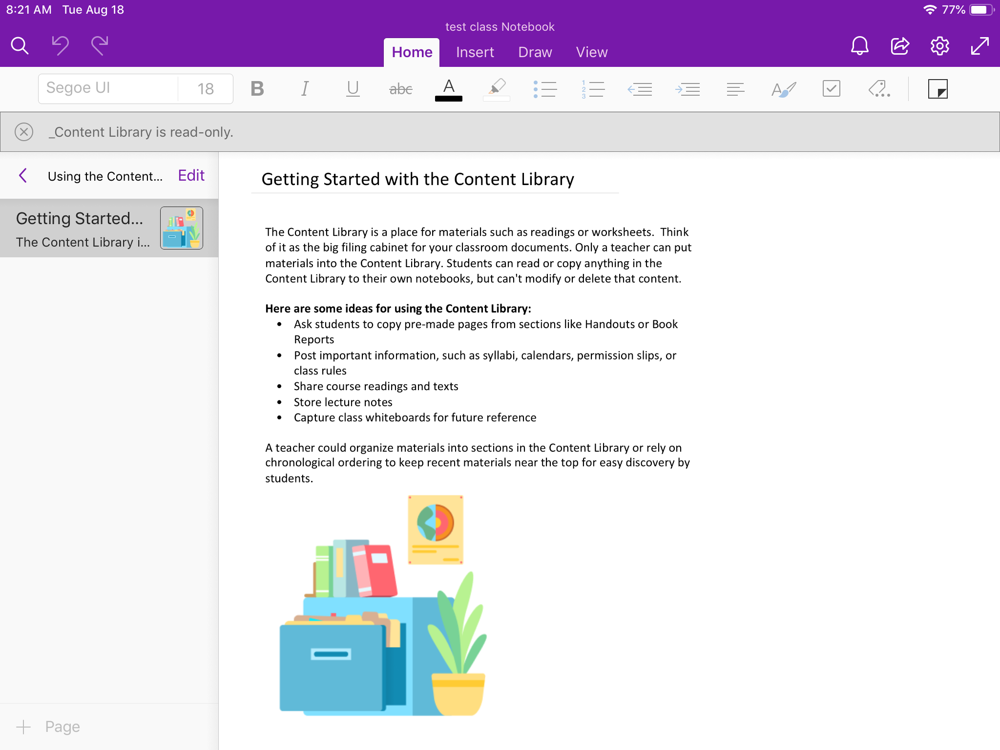 8:21 AM Tue Aug 18
77%
test class Notebook
Home Insert Draw View
Segoe UI 18 B I U abc A
_Content Library is read-only.
Using the Content... Edit
Getting Started...
The Content Library i...
Getting Started with the Content Library
The Content Library is a place for materials such as readings or worksheets.  Think
of it as the big filing cabinet for your classroom documents. Only a teacher can put
materials into the Content Library. Students can read or copy anything in the
Content Library to their own notebooks, but can't modify or delete that content.
Here are some ideas for using the Content Library:
• Ask students to copy pre-made pages from sections like Handouts or Book
Reports
• Post important information, such as syllabi, calendars, permission slips, or
class rules
• Share course readings and texts
• Store lecture notes
• Capture class whiteboards for future reference
A teacher could organize materials into sections in the Content Library or rely on
chronological ordering to keep recent materials near the top for easy discovery by
students.
+ Page